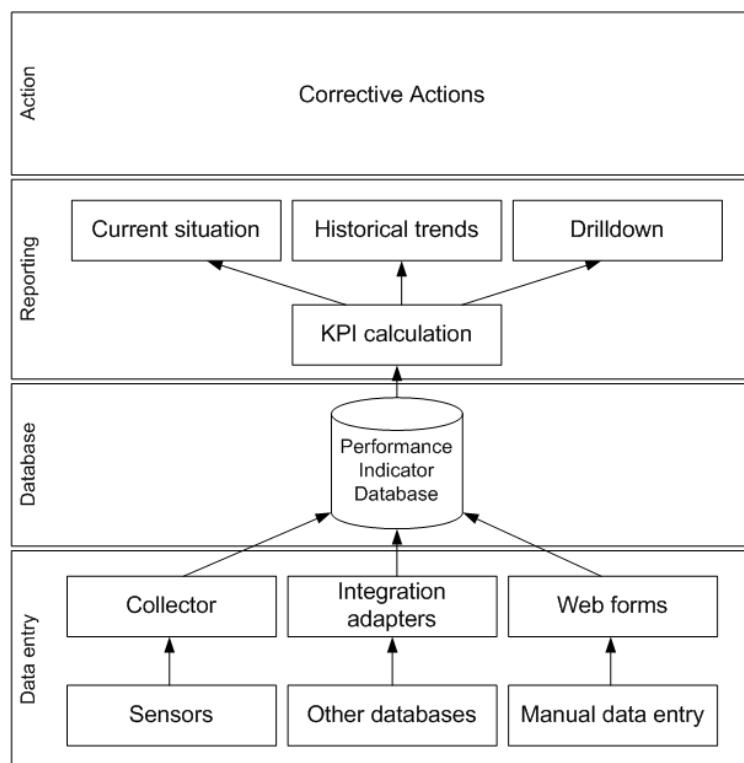 Action
Corrective Actions
Reporting
Current situation
Historical trends
Drilldown
KPI calculation
Database
Performance
Indicator
Database
Data entry
Collector
Integration
adapters
Web forms
Sensors
Other databases
Manual data entry